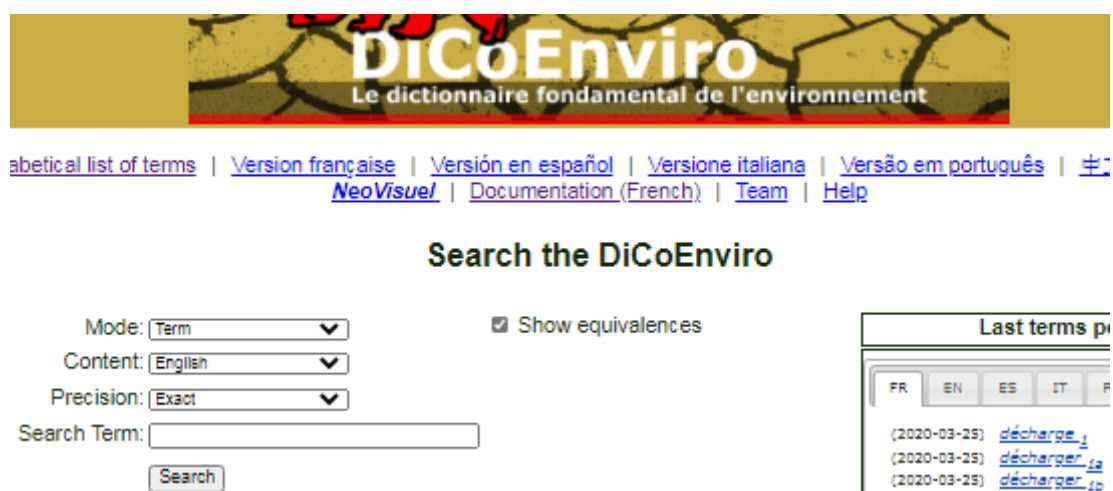 DiCoEnviro
Le dictionnaire fondamental de l'environnement
abetical list of terms | Version française | Versión en español | Versione italiana | Versão em português | 中
NeoVisuel | Documentation (French) | Team | Help
Search the DiCoEnviro
Mode: Term
Show equivalences
Content: English
Precision: Exact
Search Term:
Search
Last terms p
FR EN ES IT P
(2020-03-25) décharge 1
(2020-03-25) décharger 1a
(2020-03-25) décharger 1b